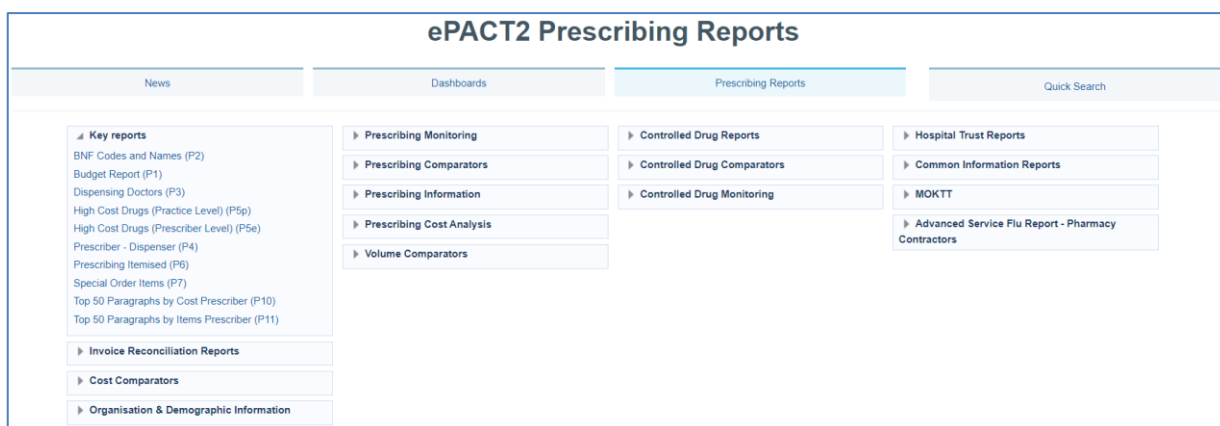 ePACT2 Prescribing Reports
News
Dashboards
Prescribing Reports
Quick Search
Key reports
BNF Codes and Names (P2)
Budget Report (P1)
Dispensing Doctors (P3)
High Cost Drugs (Practice Level) (P5p)
High Cost Drugs (Prescriber Level) (P5e)
Prescriber - Dispenser (P4)
Prescribing Itemised (P6)
Special Order Items (P7)
Top 50 Paragraphs by Cost Prescriber (P10)
Top 50 Paragraphs by Items Prescriber (P11)
Invoice Reconciliation Reports
Cost Comparators
Organisation & Demographic Information
Prescribing Monitoring
Prescribing Comparators
Prescribing Information
Prescribing Cost Analysis
Volume Comparators
Controlled Drug Reports
Controlled Drug Comparators
Controlled Drug Monitoring
Hospital Trust Reports
Common Information Reports
MOKTT
Advanced Service Flu Report - Pharmacy
Contractors